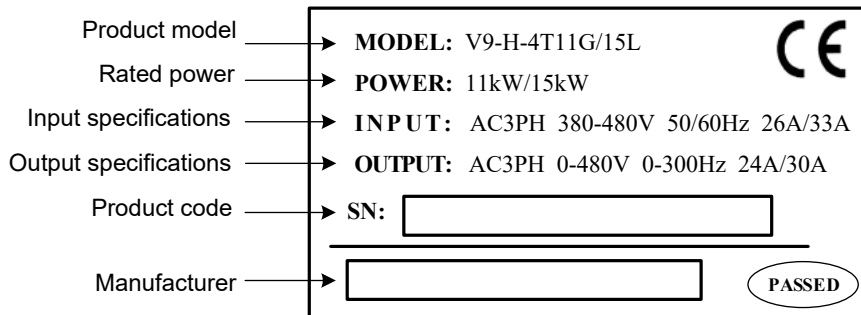 Product model MODEL: V9-H-4T11G/15L CE
Rated power POWER: 11kW/15kW
Input specifications INPUT: AC3PH 380-480V 50/60Hz 26A/33A
Output specifications OUTPUT: AC3PH 0-480V 0-300Hz 24A/30A
Product code SN:
Manufacturer PASSED